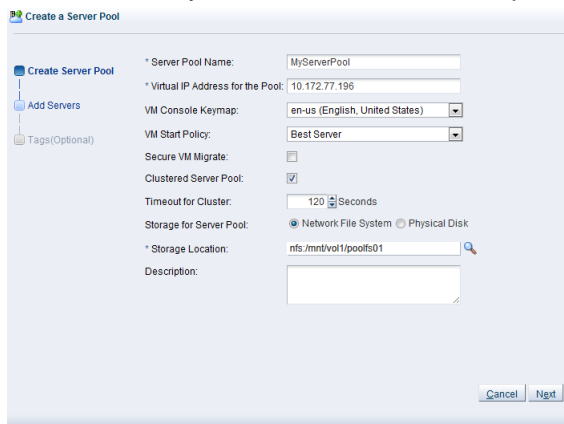 Create a Server Pool
Create Server Pool
Add Servers
Tags(Optional)
* Server Pool Name: MyServerPool
* Virtual IP Address for the Pool: 10.172.77.196
VM Console Keymap: en-us (English, United States)
VM Start Policy: Best Server
Secure VM Migrate:
Clustered Server Pool:
Timeout for Cluster: 120 Seconds
Storage for Server Pool: Network File System Physical Disk
* Storage Location: nfs:/mnt/vol1/poolfs01
Description:
Cancel Next